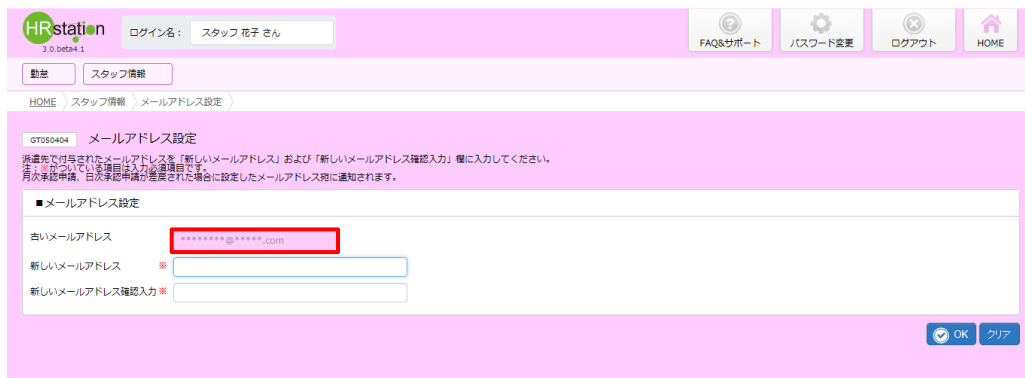 HRstation
3.0.beta4.1
ログイン名： スタッフ 花子 さん
FAQ&サポート パスワード変更 ログアウト HOME
勤怠 スタッフ情報
HOME スタッフ情報 メールアドレス設定
GT050404 メールアドレス設定
派遣先で付与されたメールアドレスを「新しいメールアドレス」および「新しいメールアドレス確認入力」欄に入力してください。
注：※がついている項目は入力必須項目です。
月次承認申請、日次承認申請が差戻された場合に設定したメールアドレス宛に通知されます。
■メールアドレス設定
古いメールアドレス ********@*****.com
新しいメールアドレス ※
新しいメールアドレス確認入力 ※
OK クリア